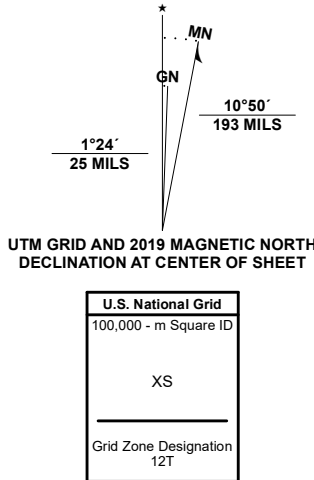 ★
MN
GN
1°24´
25 MILS
10°50´
193 MILS
UTM GRID AND 2019 MAGNETIC NORTH
DECLINATION AT CENTER OF SHEET
U.S. National Grid
100,000 - m Square ID
XS
Grid Zone Designation
12T